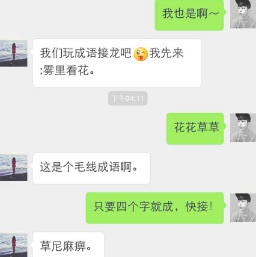 我也是啊～
我们玩成语接龙吧😜我先来
:雾里看花。
下午04:11
花花草草
这是个毛线成语啊。
只要四个字就成，快接！
草尼麻痹。